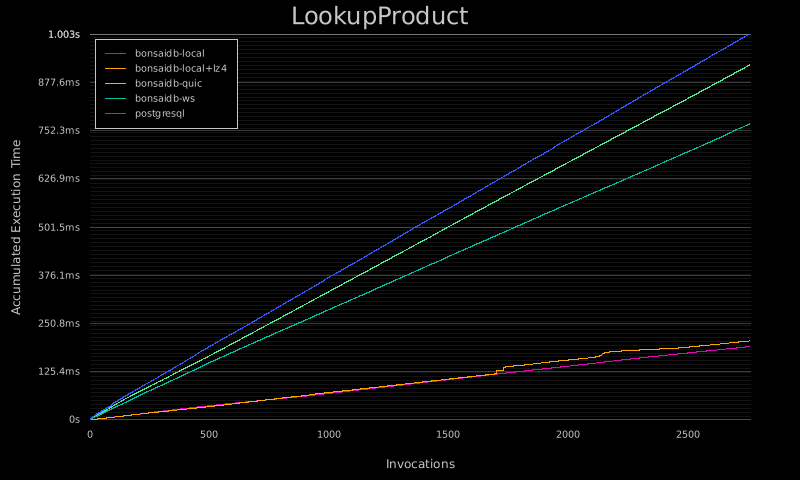 LookupProduct
1.003s
877.6ms
752.3ms
626.9ms
501.5ms
376.1ms
250.8ms
125.4ms
0s
Accumulated Execution Time
bonsaidb-local
bonsaidb-local+lz4
bonsaidb-quic
bonsaidb-ws
postgresql
0 500 1000 1500 2000 2500
Invocations